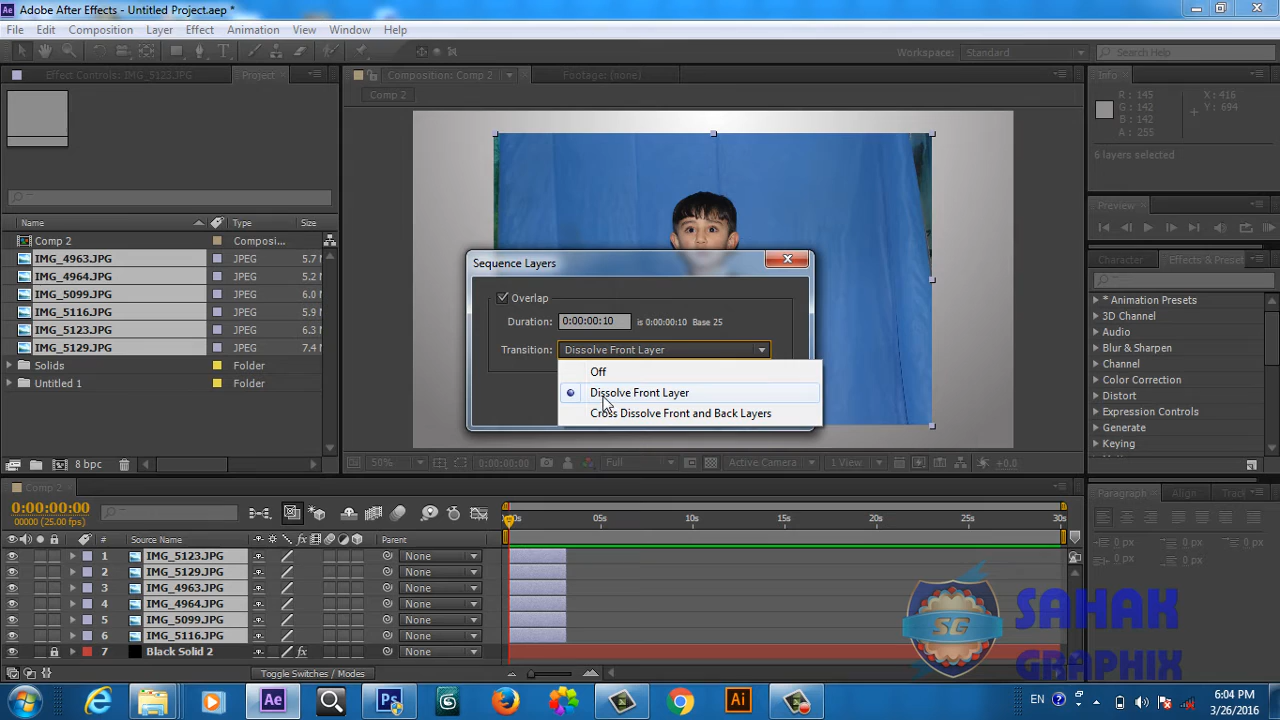 Adobe After Effects - Untitled Project.aep *
File Edit Composition Layer Effect Animation View Window Help
Workspace: Standard Search Help
Effect Controls: IMG_5123.JPG Project Composition: Comp 2 Footage: (none) Info
Comp 2
R : 145 X : 416
G : 142 Y : 694
B : 142
A : 255
6 layers selected
Preview
Character Effects & Preset
Name Type Size
Comp 2 Composi...
IMG_4963.JPG JPEG 5.7 M
IMG_4964.JPG JPEG 5.2 M
IMG_5099.JPG JPEG 6.0 M
IMG_5116.JPG JPEG 5.9 M
IMG_5123.JPG JPEG 6.3 M
IMG_5129.JPG JPEG 7.4 M
Solids Folder
Untitled 1 Folder
Sequence Layers
Overlap
Duration: 0:00:00:10 is 0:00:00:10 Base 25
Transition: Dissolve Front Layer
Off
Dissolve Front Layer
Cross Dissolve Front and Back Layers
* Animation Presets
3D Channel
Audio
Blur & Sharpen
Channel
Color Correction
Distort
Expression Controls
Generate
Keying
8 bpc
50% 0:00:00:00 Full Active Camera 1 View +0.0
Comp 2
0:00:00:00
00000 (25.00 fps)
00s 05s 10s 15s 20s 25s 30s
# Source Name Parent
1 IMG_5123.JPG None
2 IMG_5129.JPG None
3 IMG_4963.JPG None
4 IMG_4964.JPG None
5 IMG_5099.JPG None
6 IMG_5116.JPG None
7 Black Solid 2 None
Toggle Switches / Modes
Paragraph Align Track
0 px 0 px 0 px
0 px 0 px
SG
SAHAK
GRAPHIX
Ae Ps Ai
EN 6:04 PM
3/26/2016